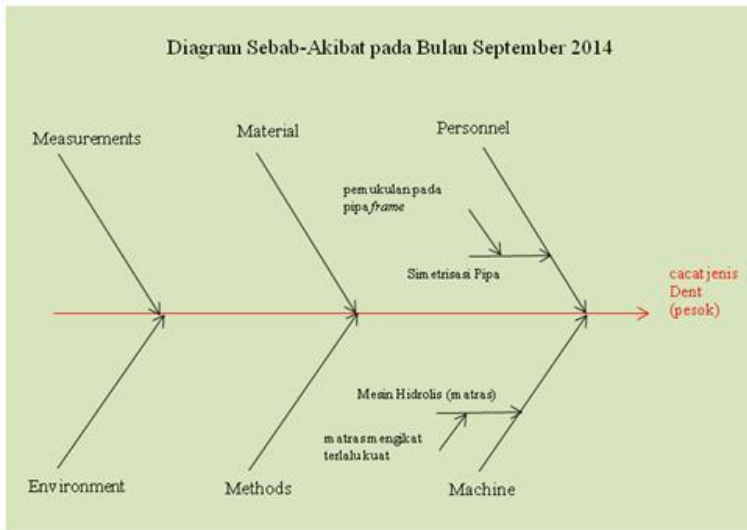 Diagram Sebab-Akibat pada Bulan September 2014
Measurements
Material
Personnel
pemukulan pada
pipa frame
Simetrisasi Pipa
cacat jenis
Dent
(pesok)
Mesin Hidrolis (matras)
matras mengikat
terlalu kuat
Environment
Methods
Machine